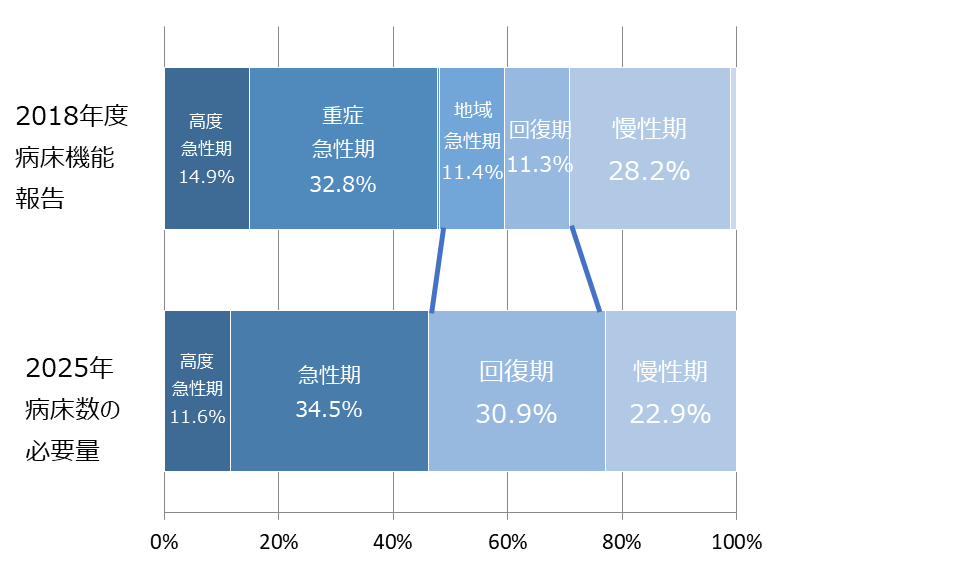 2018年度
病床機能
報告
高度
急性期
14.9%
重症
急性期
32.8%
地域
急性期
11.4%
回復期
11.3%
慢性期
28.2%
2025年
病床数の
必要量
高度
急性期
11.6%
急性期
34.5%
回復期
30.9%
慢性期
22.9%
0% 20% 40% 60% 80% 100%